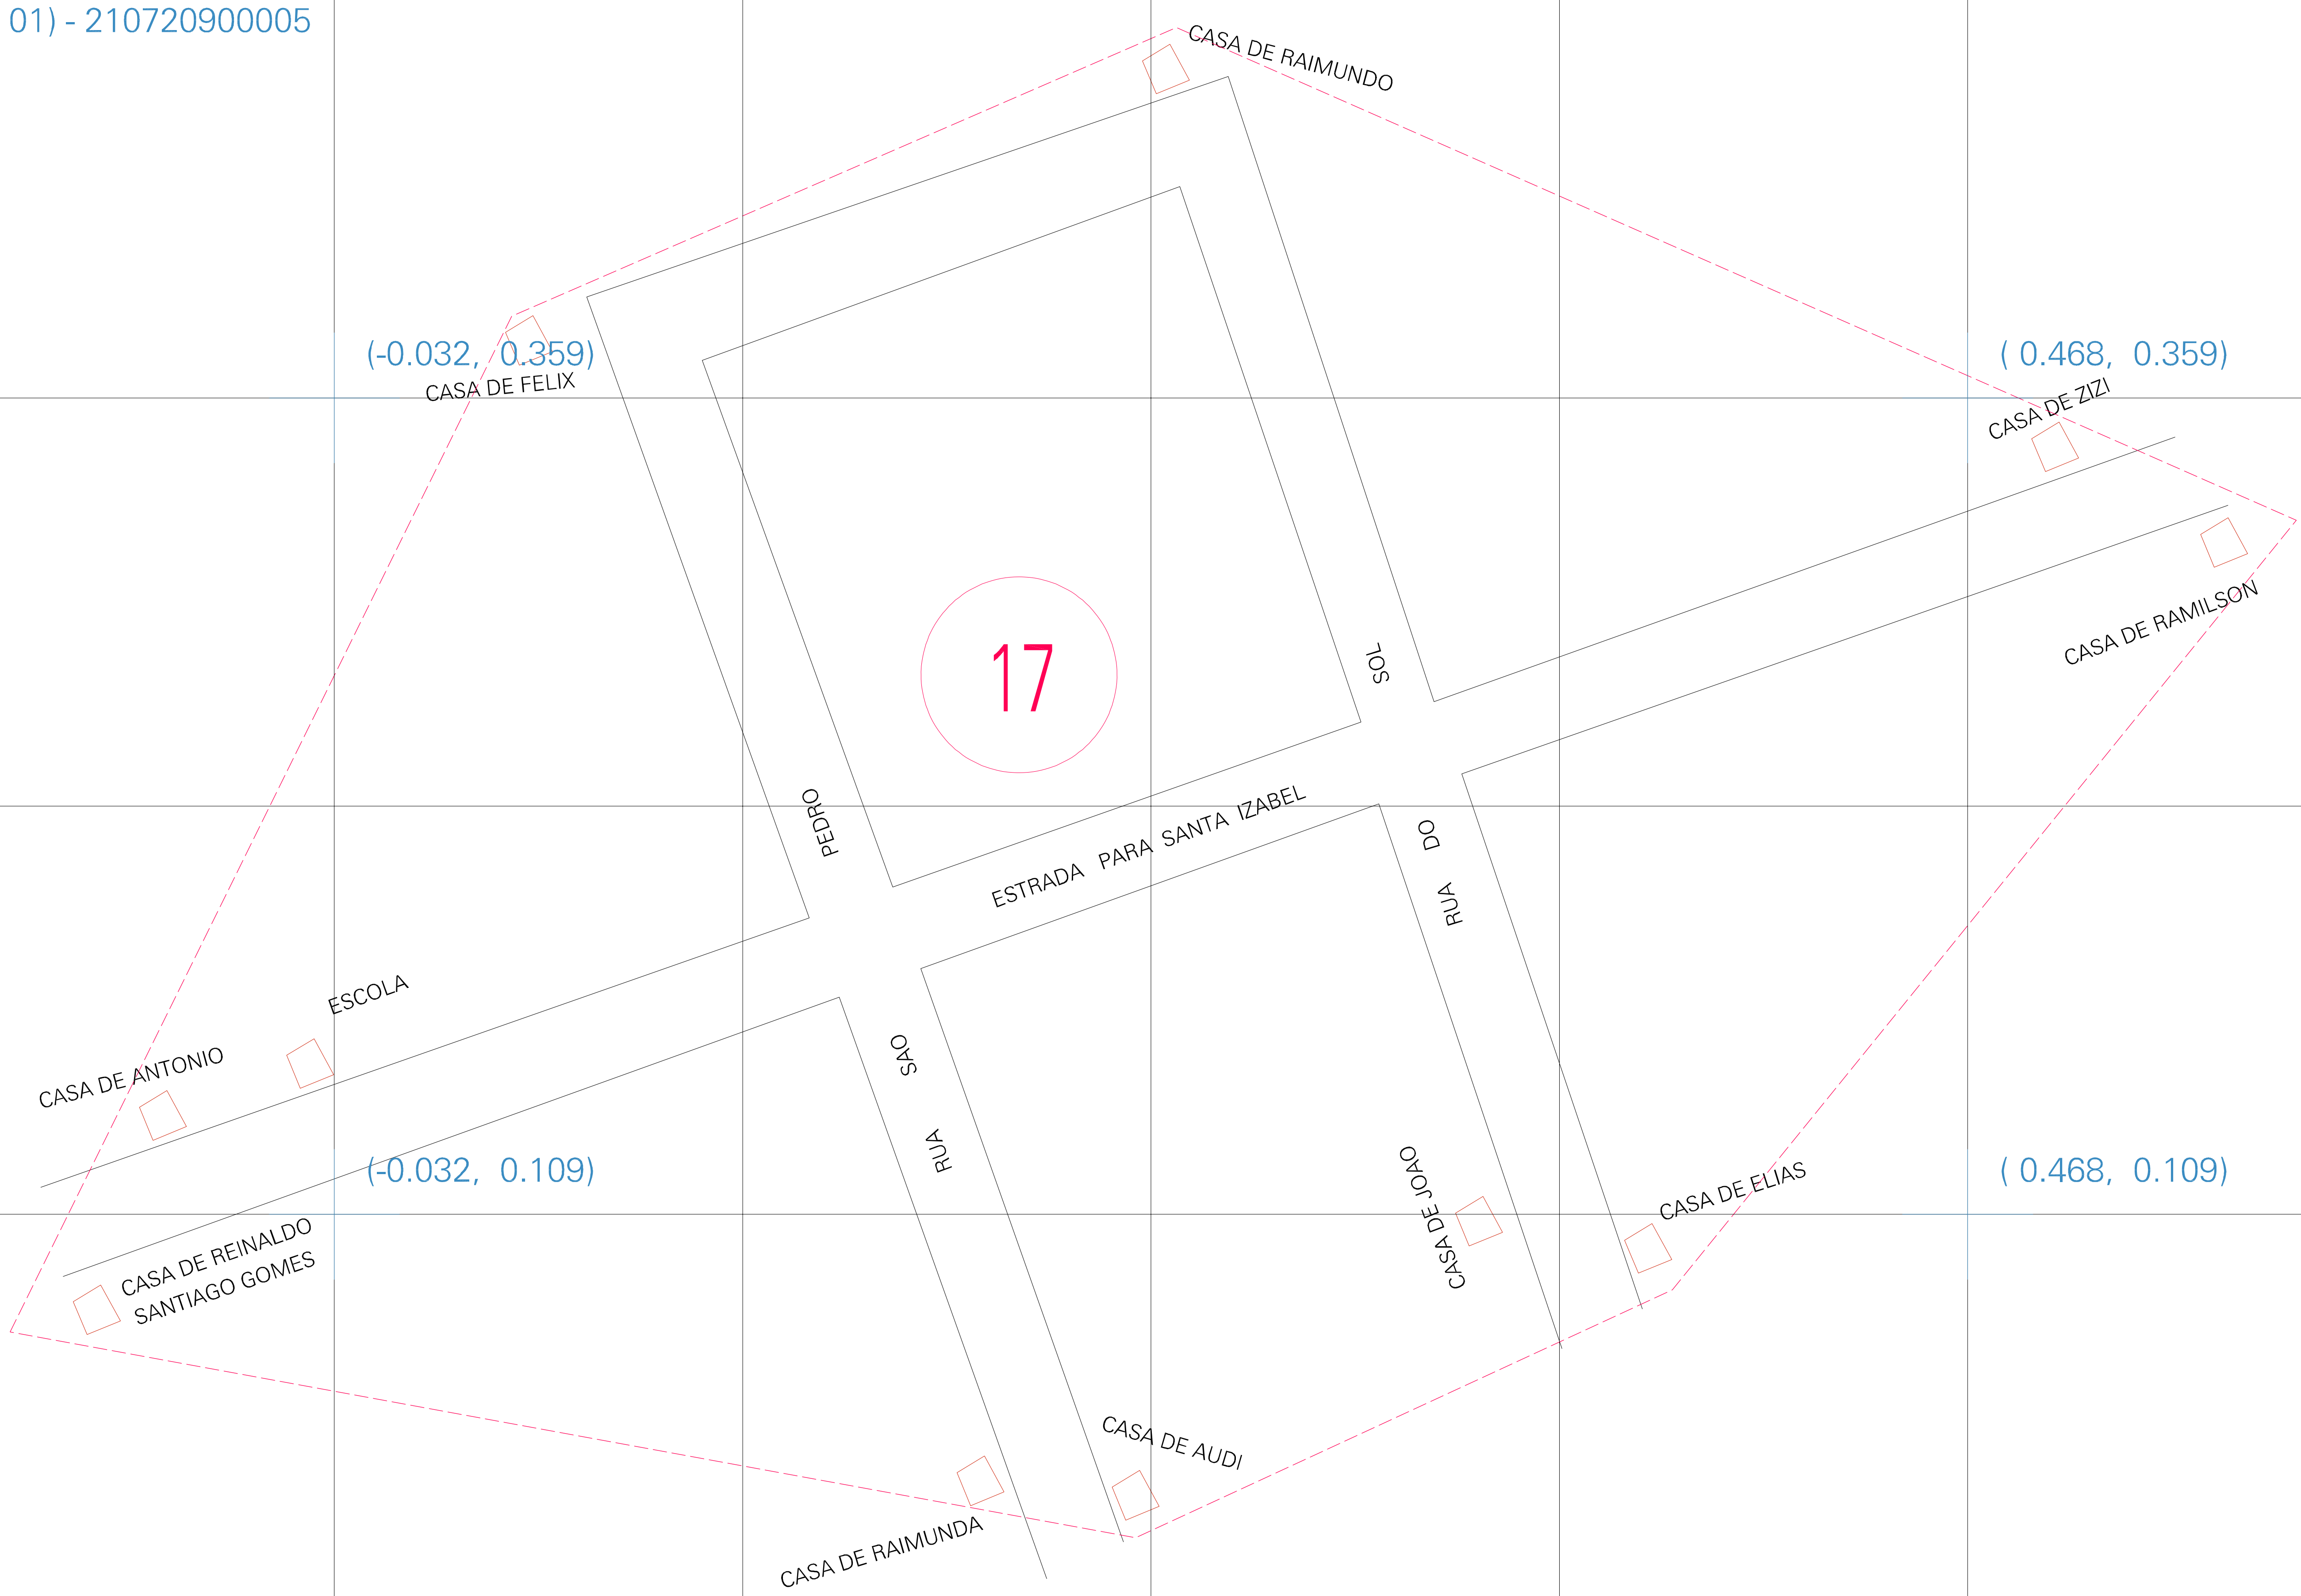 01) - 210720900005
CASA DE RAIMUNDO
(-0.032, 0.359)
( 0.468, 0.359)
CASA DE FELIX
CASA DE ZIZI
CASA DE RAMILSON
17
RUA DO SOL
RUA SAO PEDRO
ESTRADA PARA SANTA IZABEL
ESCOLA
CASA DE ANTONIO
(-0.032, 0.109)
( 0.468, 0.109)
CASA DE JOAO
CASA DE ELIAS
CASA DE REINALDO
SANTIAGO GOMES
CASA DE AUDI
CASA DE RAIMUNDA